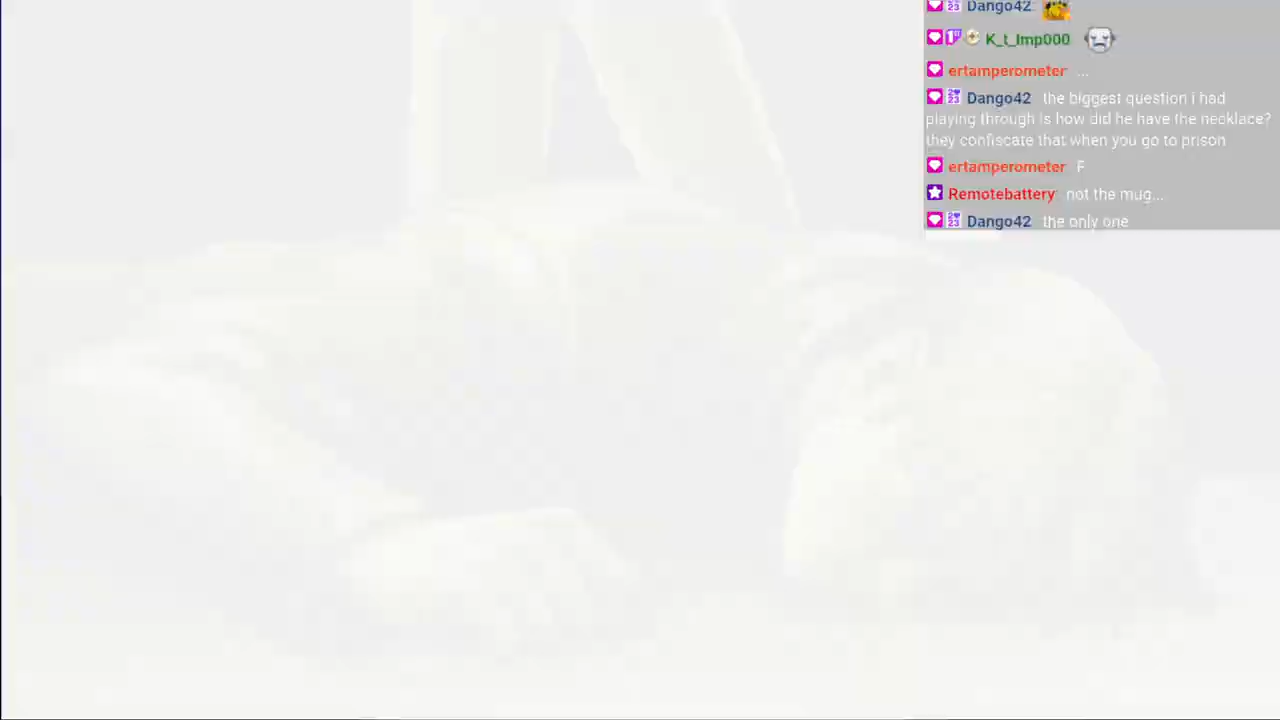 Dango42:
K_t_Imp000
ertamperometer ...
Dango42 the biggest question i had
playing through is how did he have the necklace?
they confiscate that when you go to prison
ertamperometer F
Remotebattery not the mug...
Dango42 the only one